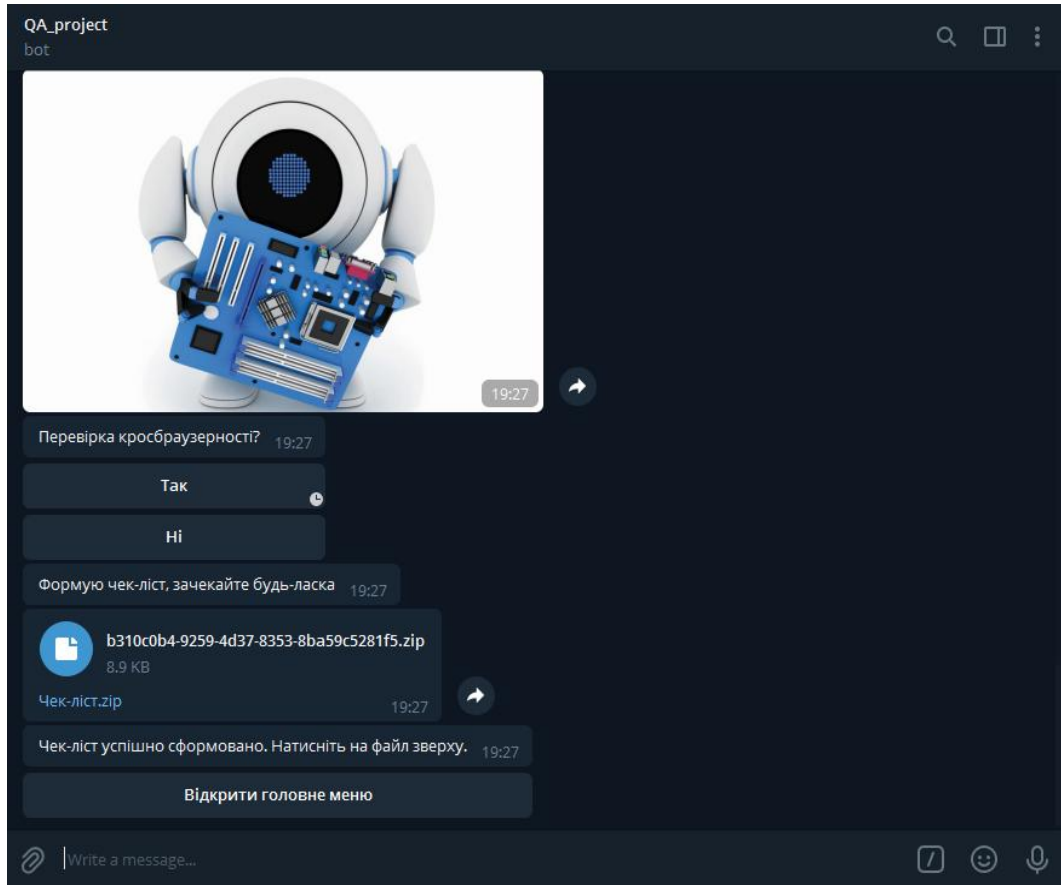 QA_project
bot
19:27
Перевірка кросбраузерності? 19:27
Так
Ні
Формую чек-ліст, зачекайте будь-ласка 19:27
b310c0b4-9259-4d37-8353-8ba59c5281f5.zip
8.9 KB
Чек-ліст.zip 19:27
Чек-ліст успішно сформовано. Натисніть на файл зверху. 19:27
Відкрити головне меню
Write a message...